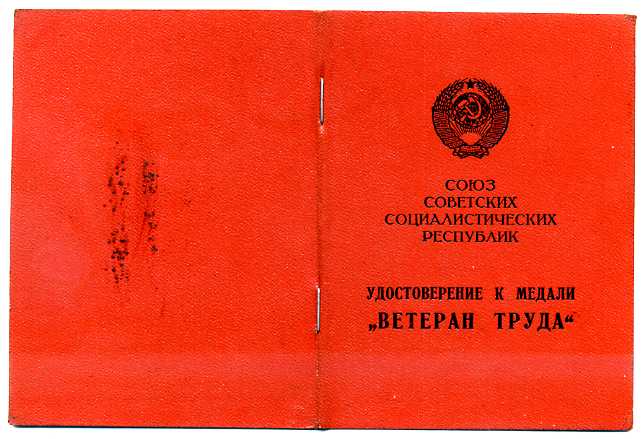 СОЮЗ
СОВЕТСКИХ
СОЦИАЛИСТИЧЕСКИХ
РЕСПУБЛИК
УДОСТОВЕРЕНИЕ К МЕДАЛИ
„ВЕТЕРАН ТРУДА“